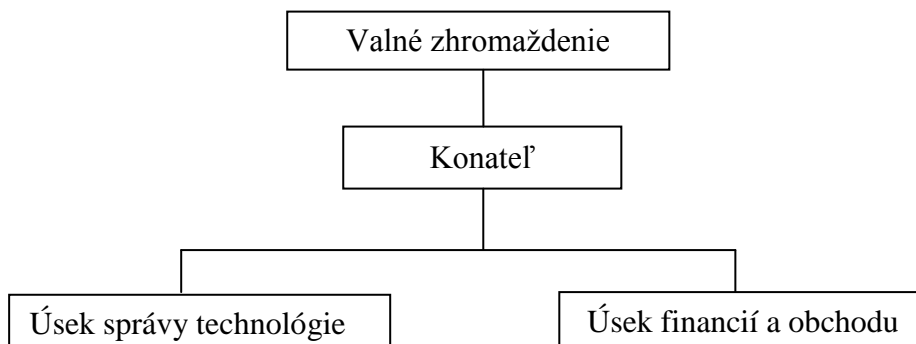 Valné zhromaždenie
Konateľ
Úsek správy technológie
Úsek financií a obchodu